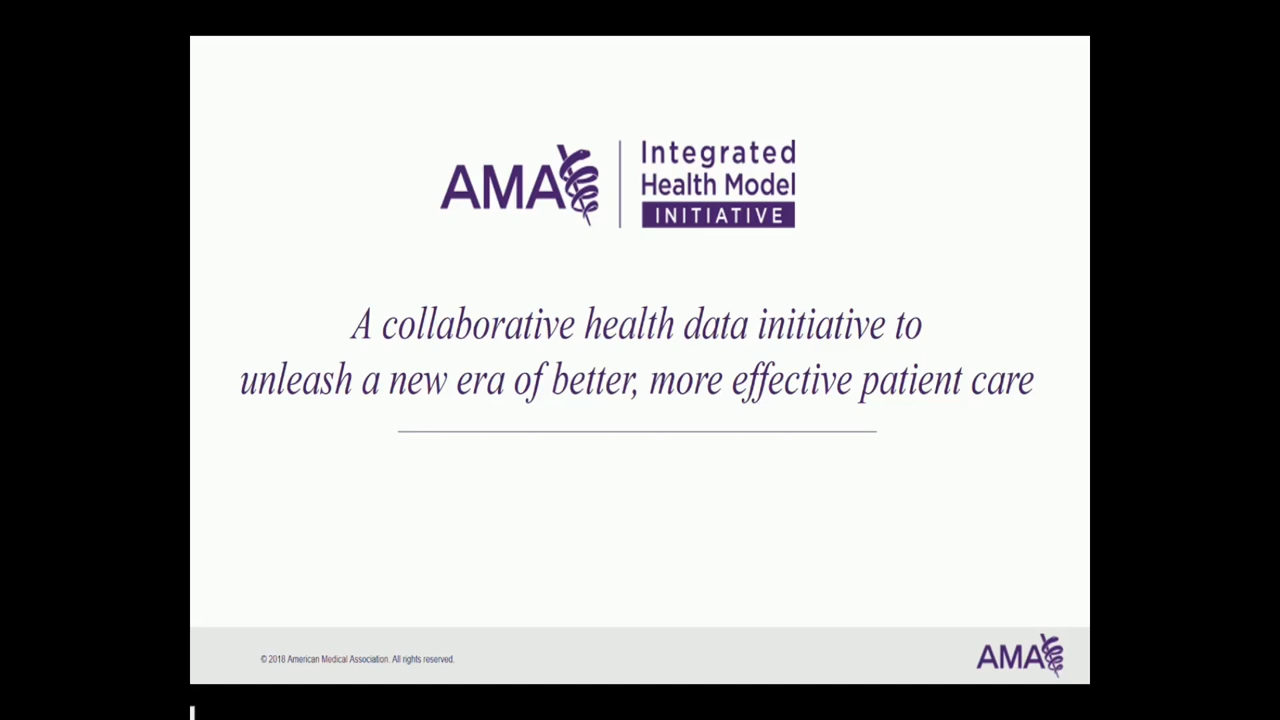 AMA
Integrated
Health Model
INITIATIVE
A collaborative health data initiative to
unleash a new era of better, more effective patient care
© 2018 American Medical Association. All rights reserved.
AMA